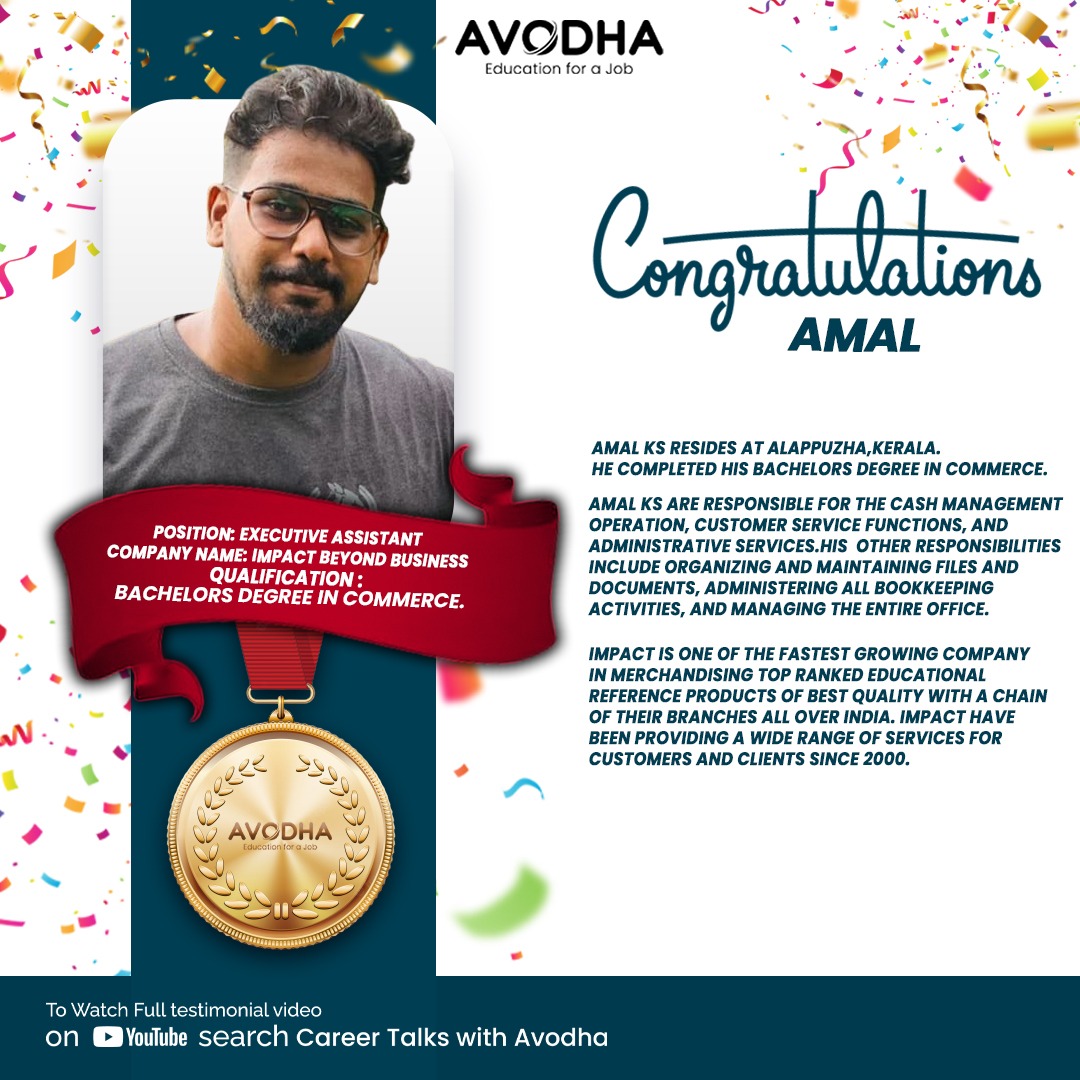 AVODHA
Education for a Job
Congratulations
AMAL
AMAL KS RESIDES AT ALAPPUZHA,KERALA.
HE COMPLETED HIS BACHELORS DEGREE IN COMMERCE.
AMAL KS ARE RESPONSIBLE FOR THE CASH MANAGEMENT
OPERATION, CUSTOMER SERVICE FUNCTIONS, AND
ADMINISTRATIVE SERVICES.HIS  OTHER RESPONSIBILITIES
INCLUDE ORGANIZING AND MAINTAINING FILES AND
DOCUMENTS, ADMINISTERING ALL BOOKKEEPING
ACTIVITIES, AND MANAGING THE ENTIRE OFFICE.
IMPACT IS ONE OF THE FASTEST GROWING COMPANY
IN MERCHANDISING TOP RANKED EDUCATIONAL
REFERENCE PRODUCTS OF BEST QUALITY WITH A CHAIN
OF THEIR BRANCHES ALL OVER INDIA. IMPACT HAVE
BEEN PROVIDING A WIDE RANGE OF SERVICES FOR
CUSTOMERS AND CLIENTS SINCE 2000.
POSITION: EXECUTIVE ASSISTANT
COMPANY NAME: IMPACT BEYOND BUSINESS
QUALIFICATION :
BACHELORS DEGREE IN COMMERCE.
AVODHA
Education for a Job
To Watch Full testimonial video
on YouTube search Career Talks with Avodha